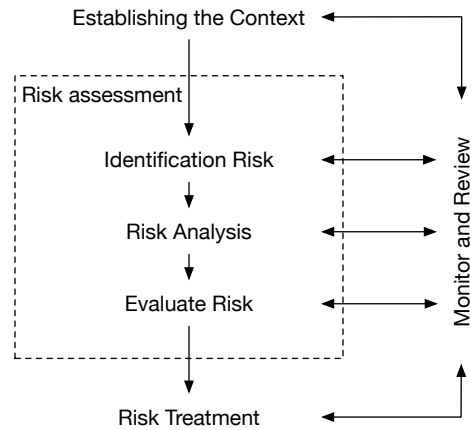 Establishing the Context
Risk assessment
Identification Risk
Risk Analysis
Evaluate Risk
Risk Treatment
Monitor and Review